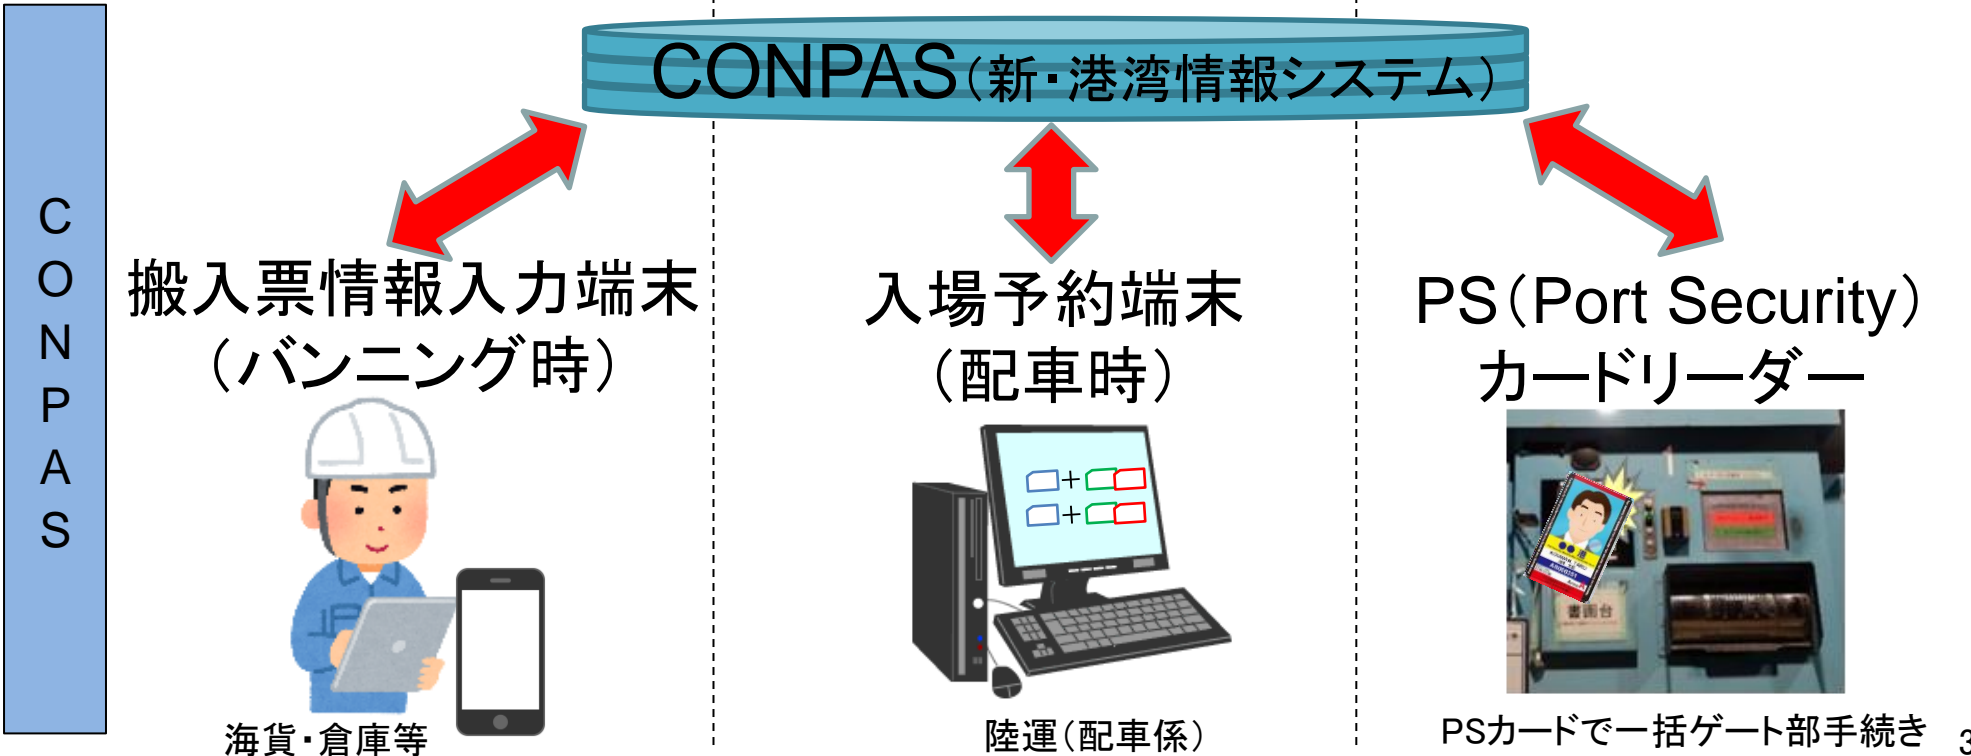 CONPAS（新・港湾情報システム）
C
O
N
P
A
S
搬入票情報入力端末
（バンニング時）
海貨・倉庫等
入場予約端末
（配車時）
陸運（配車係）
PS（Port Security）
カードリーダー
書画台
PSカードで一括ゲート部手続き
3